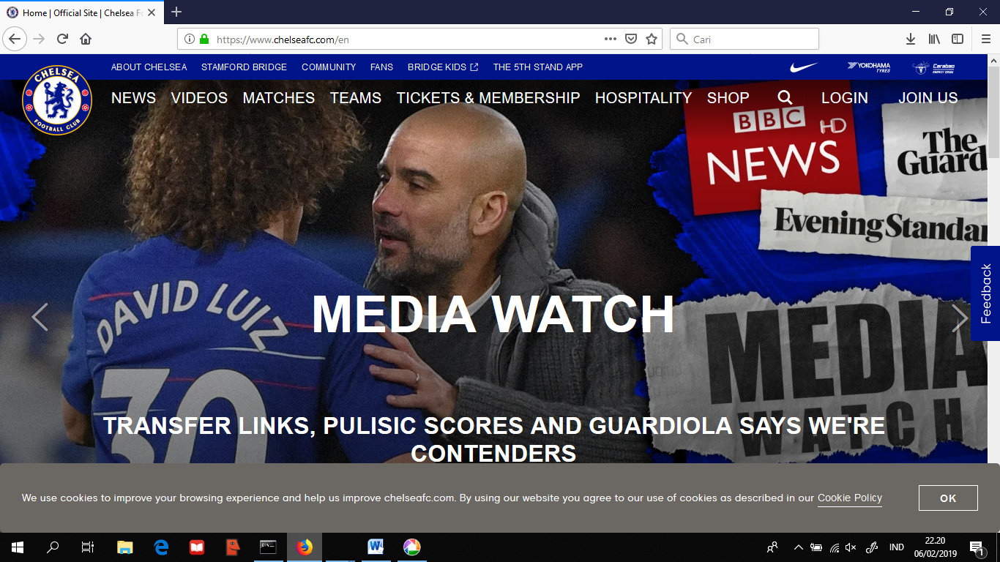 Home | Official Site | Chelsea Fo
https://www.chelseafc.com/en
Cari
ABOUT CHELSEA STAMFORD BRIDGE COMMUNITY FANS BRIDGE KIDS THE 5TH STAND APP
YOKOHAMA TYRES
Carabao ENERGY DRINK
CHELSEA FOOTBALL CLUB
NEWS VIDEOS MATCHES TEAMS TICKETS & MEMBERSHIP HOSPITALITY SHOP LOGIN JOIN US
BBC HD
NEWS
The
Guard
Evening Standar
Feedback
DAVID LUIZ
30
MEDIA WATCH
MEDIA
WATCH
TRANSFER LINKS, PULISIC SCORES AND GUARDIOLA SAYS WE'RE
CONTENDERS
We use cookies to improve your browsing experience and help us improve chelseafc.com. By using our website you agree to our use of cookies as described in our Cookie Policy
OK
IND
22.20
06/02/2019
1